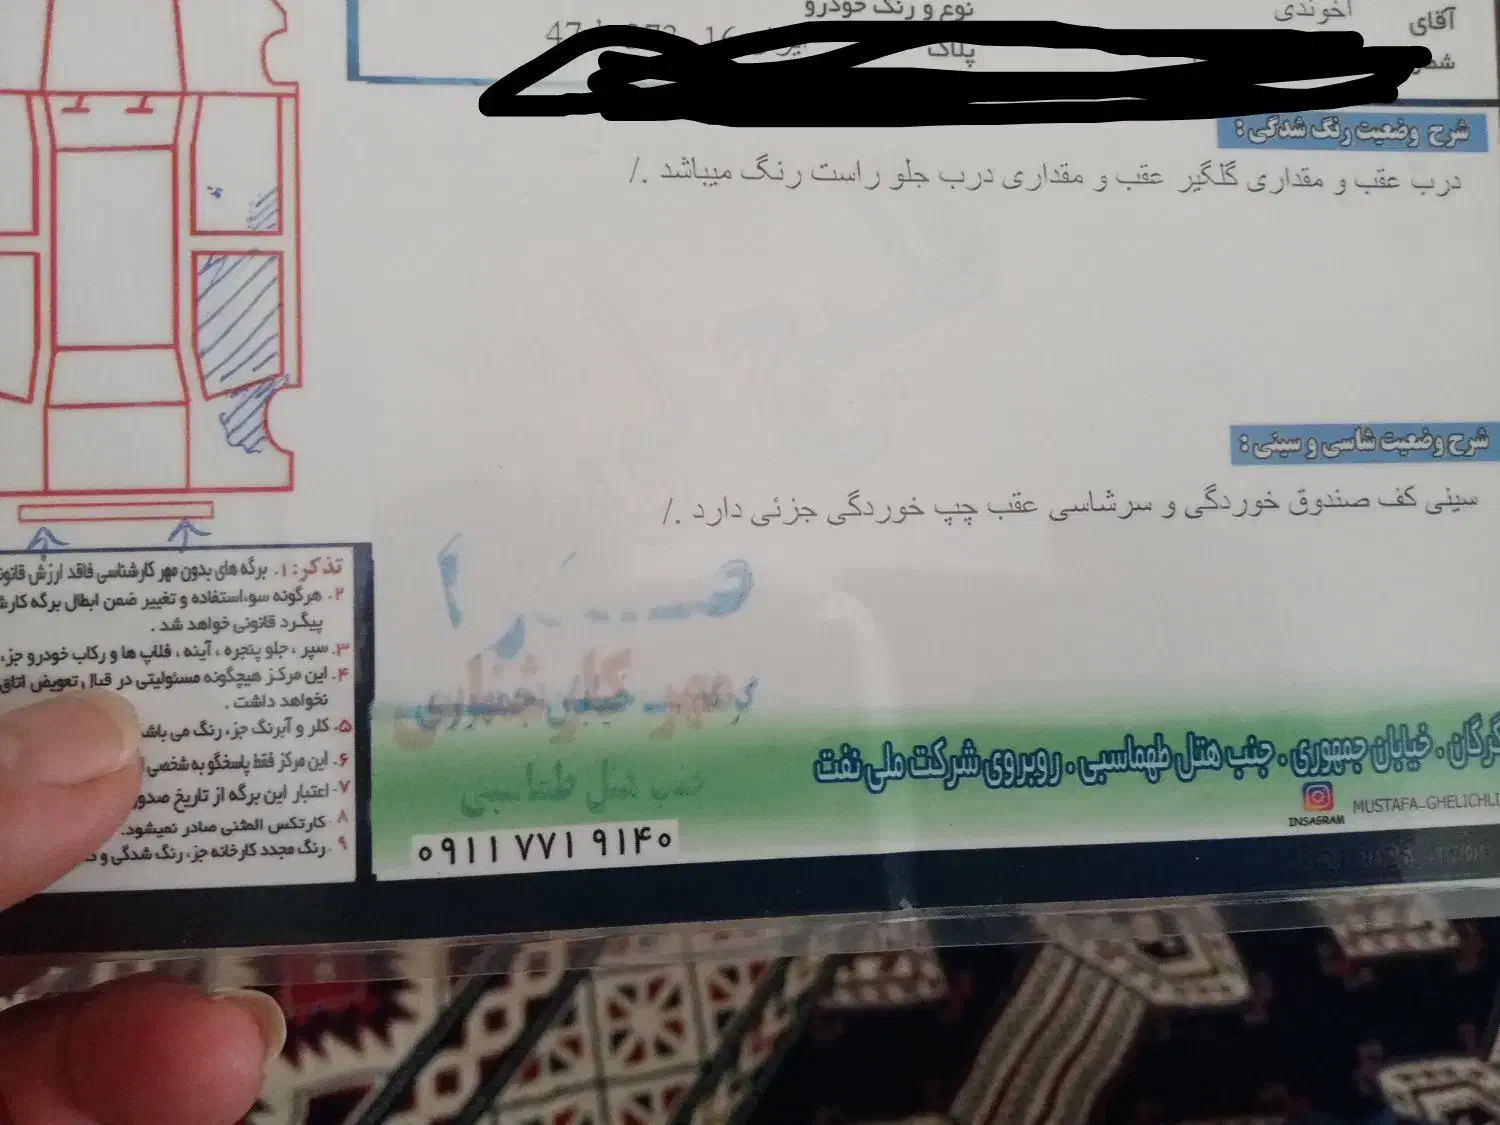 آقای
اخوندی
نوع و رنگ خودرو
پلاک
شرح وضعیت رنگ شدگی :
درب عقب و مقداری گلگیر عقب و مقداری درب جلو راست رنگ میباشد ./
شرح وضعیت شاسی و سینی :
سینی کف صندوق خوردگی و سرشاسی عقب چپ خوردگی جزئی دارد ./
تذکر: ۱. برگه های بدون مهر کارشناسی فاقد ارزش
۲- هرگونه سوءاستفاده و تغییر ضمن ابطال برگه
پیگرد قانونی خواهد شد .
۳- سپر ، جلو پنجره ، آینه ، فلاپ ها و رکاب خودرو جزء
۴- این مرکز هیچگونه مسئولیتی در قبال تعویض اتاق
نخواهد داشت .
۵- کلر و آبرنگ جزء رنگ می
۶- این مرکز فقط پاسخگو به شخصی
۷- اعتبار این برگه از تاریخ
۸- کارتکس المثنی صادر نمیشود.
۹- رنگ مجدد کارخانه جزء رنگ شدگی و
مهر کارشناس
گرگان . خیابان جمهوری . جنب هتل طهماسبی . روبروی شرکت ملی نفت
INSAGRAM
MUSTAFA_GHELICHLI
۰۹۱۱ ۷۷۱ ۹۱۴۰